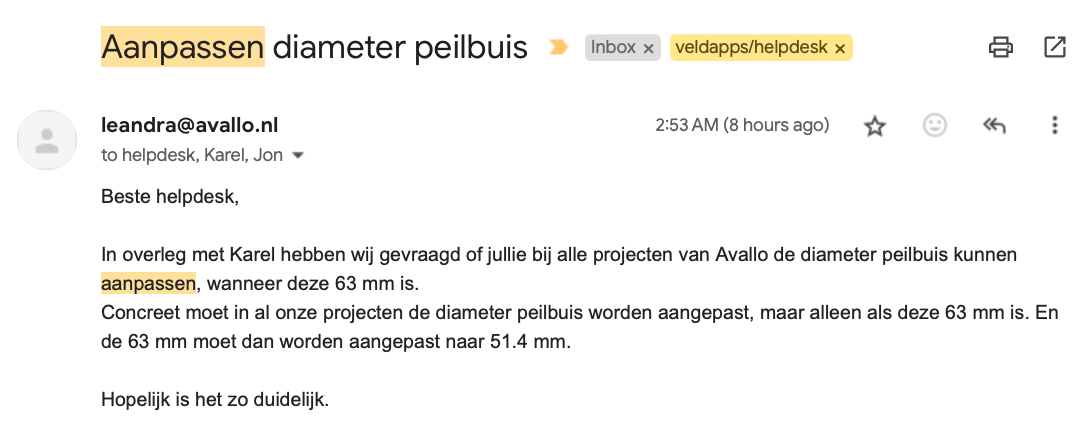 Aanpassen diameter peilbuis Inbox × veldapps/helpdesk ×
leandra@avallo.nl 2:53 AM (8 hours ago)
to helpdesk, Karel, Jon
Beste helpdesk,
In overleg met Karel hebben wij gevraagd of jullie bij alle projecten van Avallo de diameter peilbuis kunnen
aanpassen, wanneer deze 63 mm is.
Concreet moet in al onze projecten de diameter peilbuis worden aangepast, maar alleen als deze 63 mm is. En
de 63 mm moet dan worden aangepast naar 51.4 mm.
Hopelijk is het zo duidelijk.